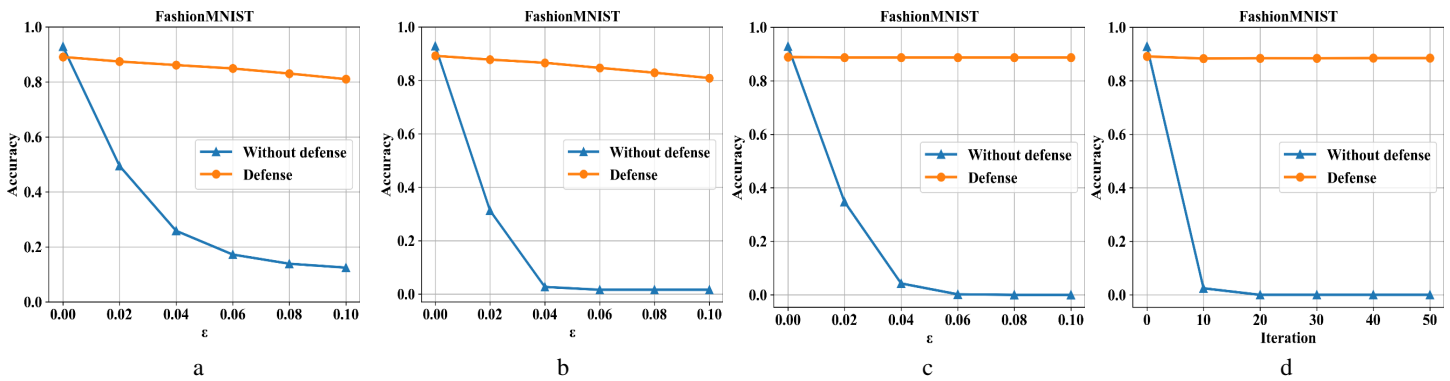 FashionMNIST
Accuracy
1.0
0.8
0.6
0.4
0.2
0.0
Without defense
Defense
0.00 0.02 0.04 0.06 0.08 0.10
ε
a
FashionMNIST
Accuracy
1.0
0.8
0.6
0.4
0.2
0.0
Without defense
Defense
0.00 0.02 0.04 0.06 0.08 0.10
ε
b
FashionMNIST
Accuracy
1.0
0.8
0.6
0.4
0.2
0.0
Without defense
Defense
0.00 0.02 0.04 0.06 0.08 0.10
ε
c
FashionMNIST
Accuracy
1.0
0.8
0.6
0.4
0.2
0.0
Without defense
Defense
0 10 20 30 40 50
Iteration
d